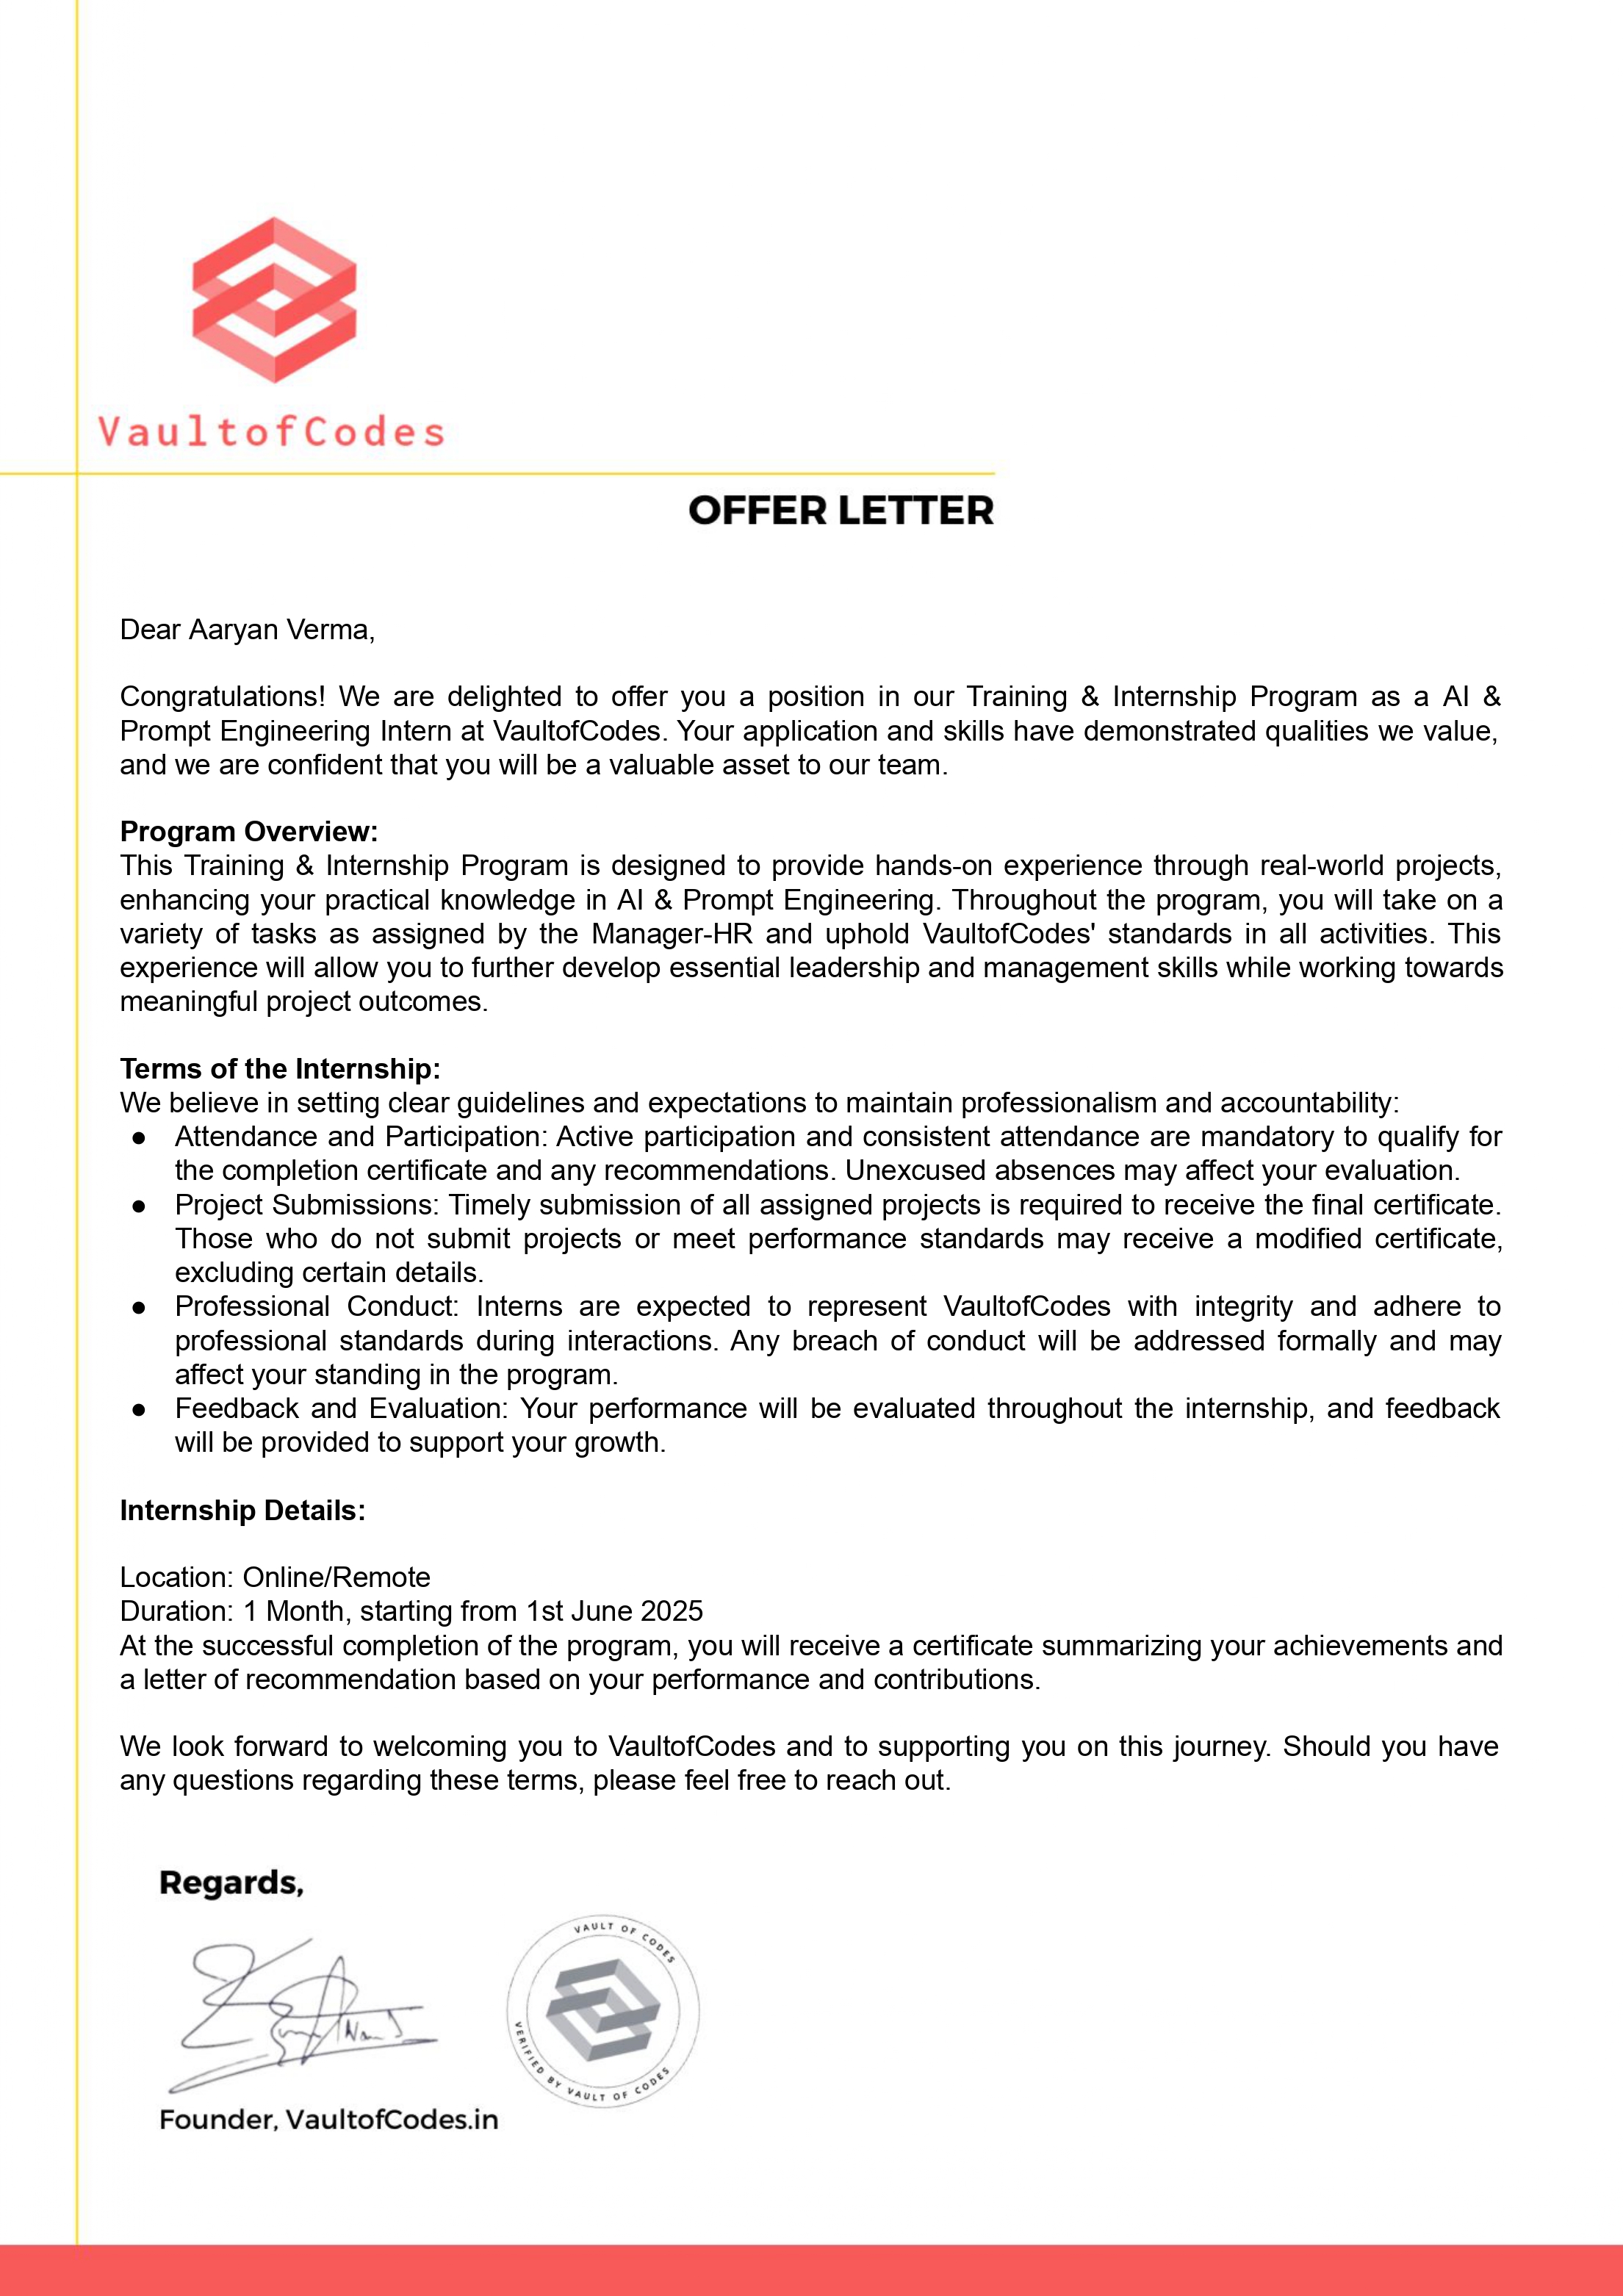 VaultofCodes
OFFER LETTER
Dear Aaryan Verma,
Congratulations! We are delighted to offer you a position in our Training & Internship Program as a AI &
Prompt Engineering Intern at VaultofCodes. Your application and skills have demonstrated qualities we value,
and we are confident that you will be a valuable asset to our team.
Program Overview:
This Training & Internship Program is designed to provide hands-on experience through real-world projects,
enhancing your practical knowledge in AI & Prompt Engineering. Throughout the program, you will take on a
variety of tasks as assigned by the Manager-HR and uphold VaultofCodes' standards in all activities. This
experience will allow you to further develop essential leadership and management skills while working towards
meaningful project outcomes.
Terms of the Internship:
We believe in setting clear guidelines and expectations to maintain professionalism and accountability:
● Attendance and Participation: Active participation and consistent attendance are mandatory to qualify for
the completion certificate and any recommendations. Unexcused absences may affect your evaluation.
● Project Submissions: Timely submission of all assigned projects is required to receive the final certificate.
Those who do not submit projects or meet performance standards may receive a modified certificate,
excluding certain details.
● Professional Conduct: Interns are expected to represent VaultofCodes with integrity and adhere to
professional standards during interactions. Any breach of conduct will be addressed formally and may
affect your standing in the program.
● Feedback and Evaluation: Your performance will be evaluated throughout the internship, and feedback
will be provided to support your growth.
Internship Details:
Location: Online/Remote
Duration: 1 Month, starting from 1st June 2025
At the successful completion of the program, you will receive a certificate summarizing your achievements and
a letter of recommendation based on your performance and contributions.
We look forward to welcoming you to VaultofCodes and to supporting you on this journey. Should you have
any questions regarding these terms, please feel free to reach out.
Regards,
VAULT OF CODES
VERIFIED BY VAULT OF CODES
Founder, VaultofCodes.in